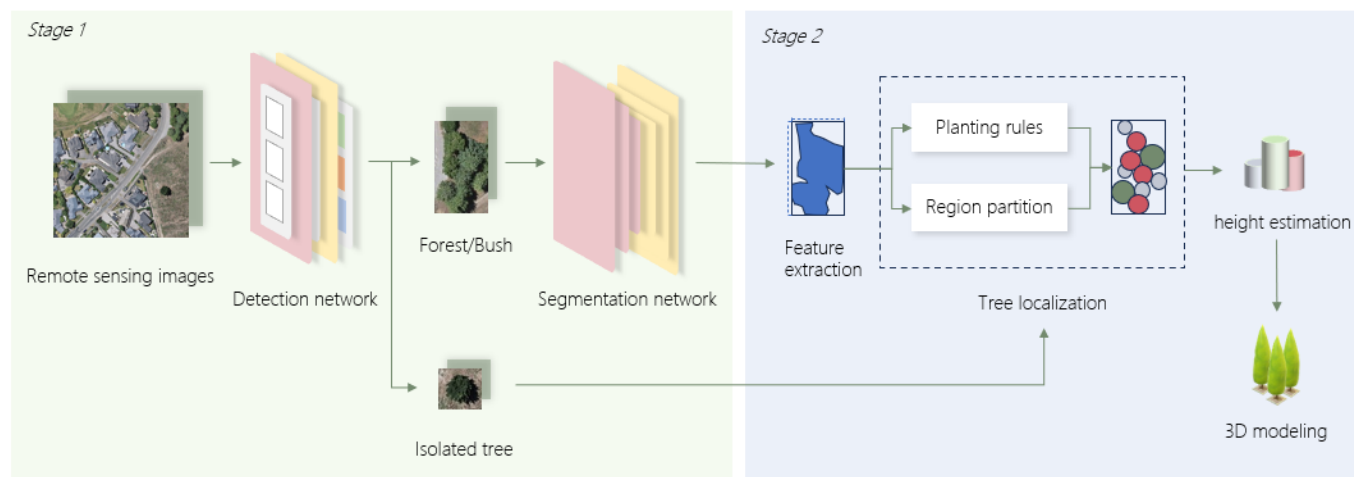 Stage 1
Remote sensing images
Detection network
Forest/Bush
Segmentation network
Isolated tree
Stage 2
Feature
extraction
Planting rules
Region partition
Tree localization
height estimation
3D modeling